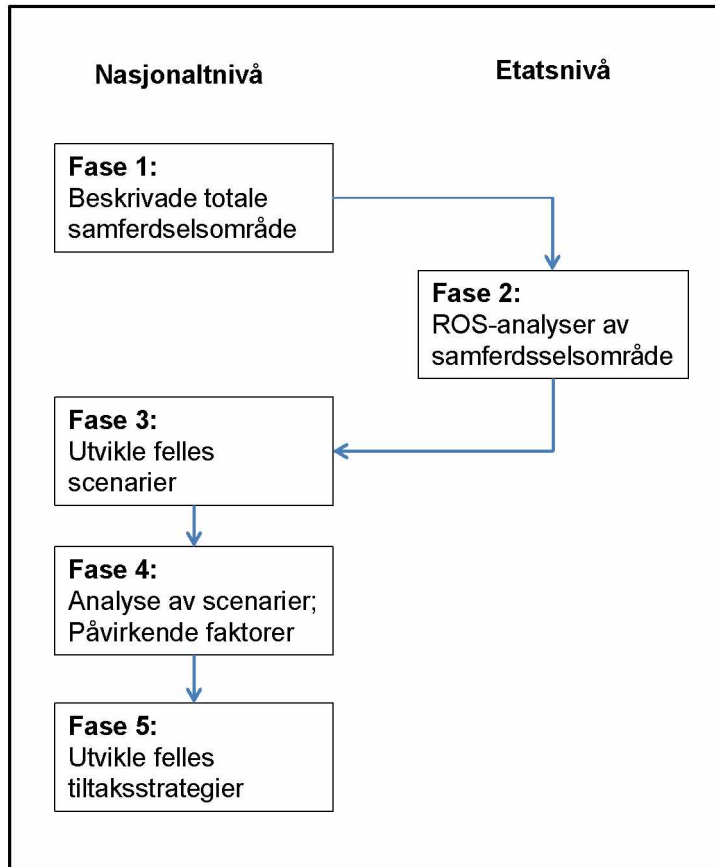 Nasjonaltnivå
Etatsnivå
Fase 1:
Beskrivade totale
samferdselsområde
Fase 2:
ROS-analyser av
samferdsselsområde
Fase 3:
Utvikle felles
scenarier
Fase 4:
Analyse av scenarier;
Påvirkende faktorer
Fase 5:
Utvikle felles
tiltaksstrategier